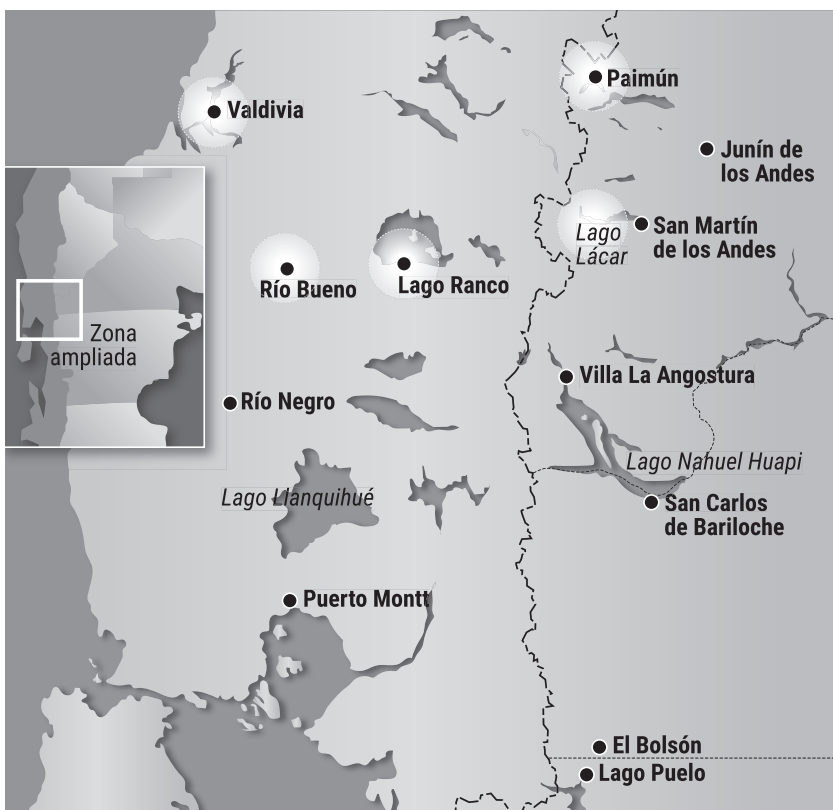 Paimún
Valdivia
Junín de
los Andes
San Martín
de los Andes
Lago
Lácar
Río Bueno
Lago Ranco
Zona
ampliada
Villa La Angostura
Río Negro
Lago Nahuel Huapi
Lago Llanquihué
San Carlos
de Bariloche
Puerto Montt
El Bolsón
Lago Puelo